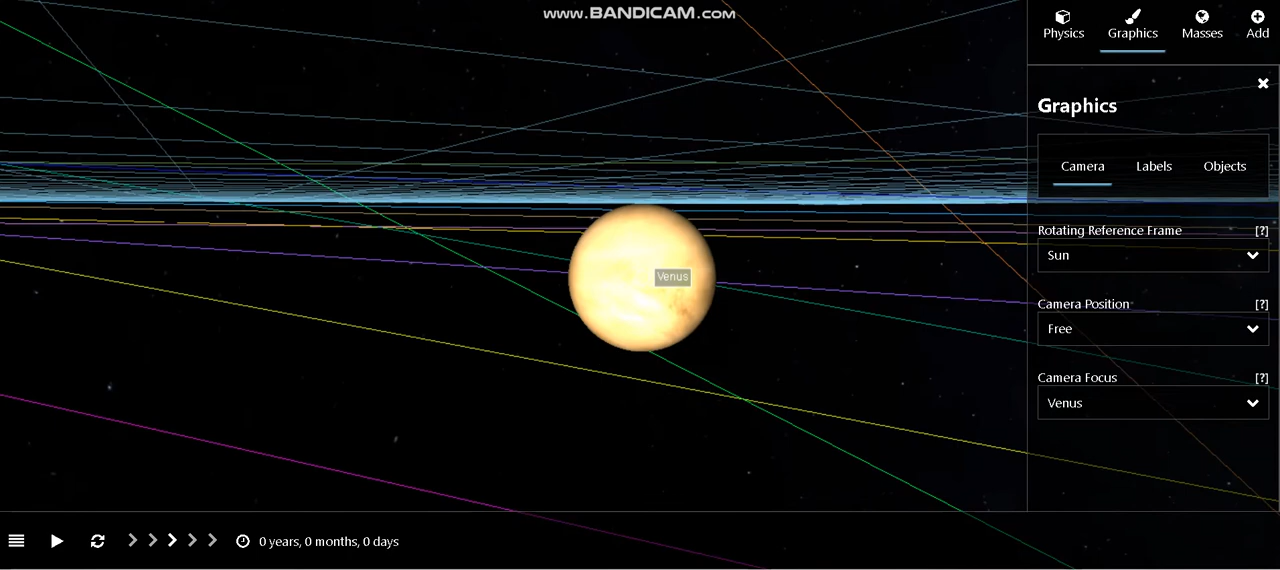 www.BANDICAM.com
Physics
Graphics
Masses
Add
Graphics
Camera
Labels
Objects
Rotating Reference Frame [?]
Sun
Camera Position [?]
Free
Camera Focus [?]
Venus
Venus
0 years, 0 months, 0 days